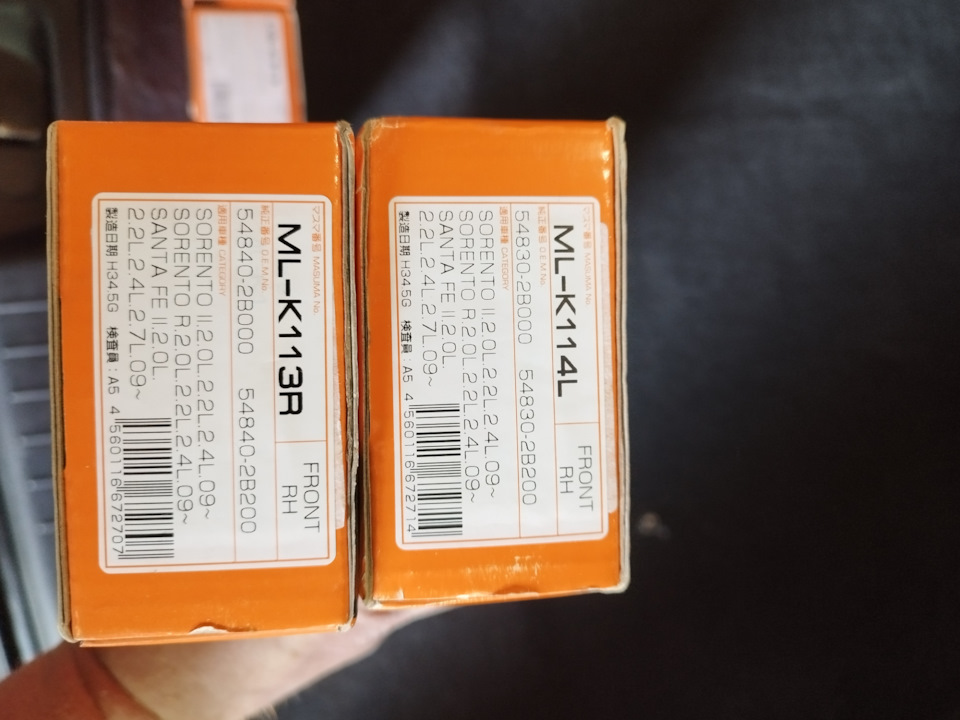 マスマ番号 MASUMA No.
ML-K114L
FRONT
RH
純正番号 O.E.M.No.
54830-2B000 54830-2B200
適用車種 CATEGORY
SORENTO II.2.0L.2.2L.2.4L.09~
SORENTO R.2.0L.2.2L.2.4L.09~
SANTA FE II.2.0L.
2.2L.2.4L.2.7L.09~
製造日期 H345G 検査員：A5
4560116672714
マスマ番号 MASUMA No.
ML-K113R
FRONT
RH
純正番号 O.E.M.No.
54840-2B000 54840-2B200
適用車種 CATEGORY
SORENTO II.2.0L.2.2L.2.4L.09~
SORENTO R.2.0L.2.2L.2.4L.09~
SANTA FE II.2.0L.
2.2L.2.4L.2.7L.09~
製造日期 H345G 検査員：A5
4560116672707